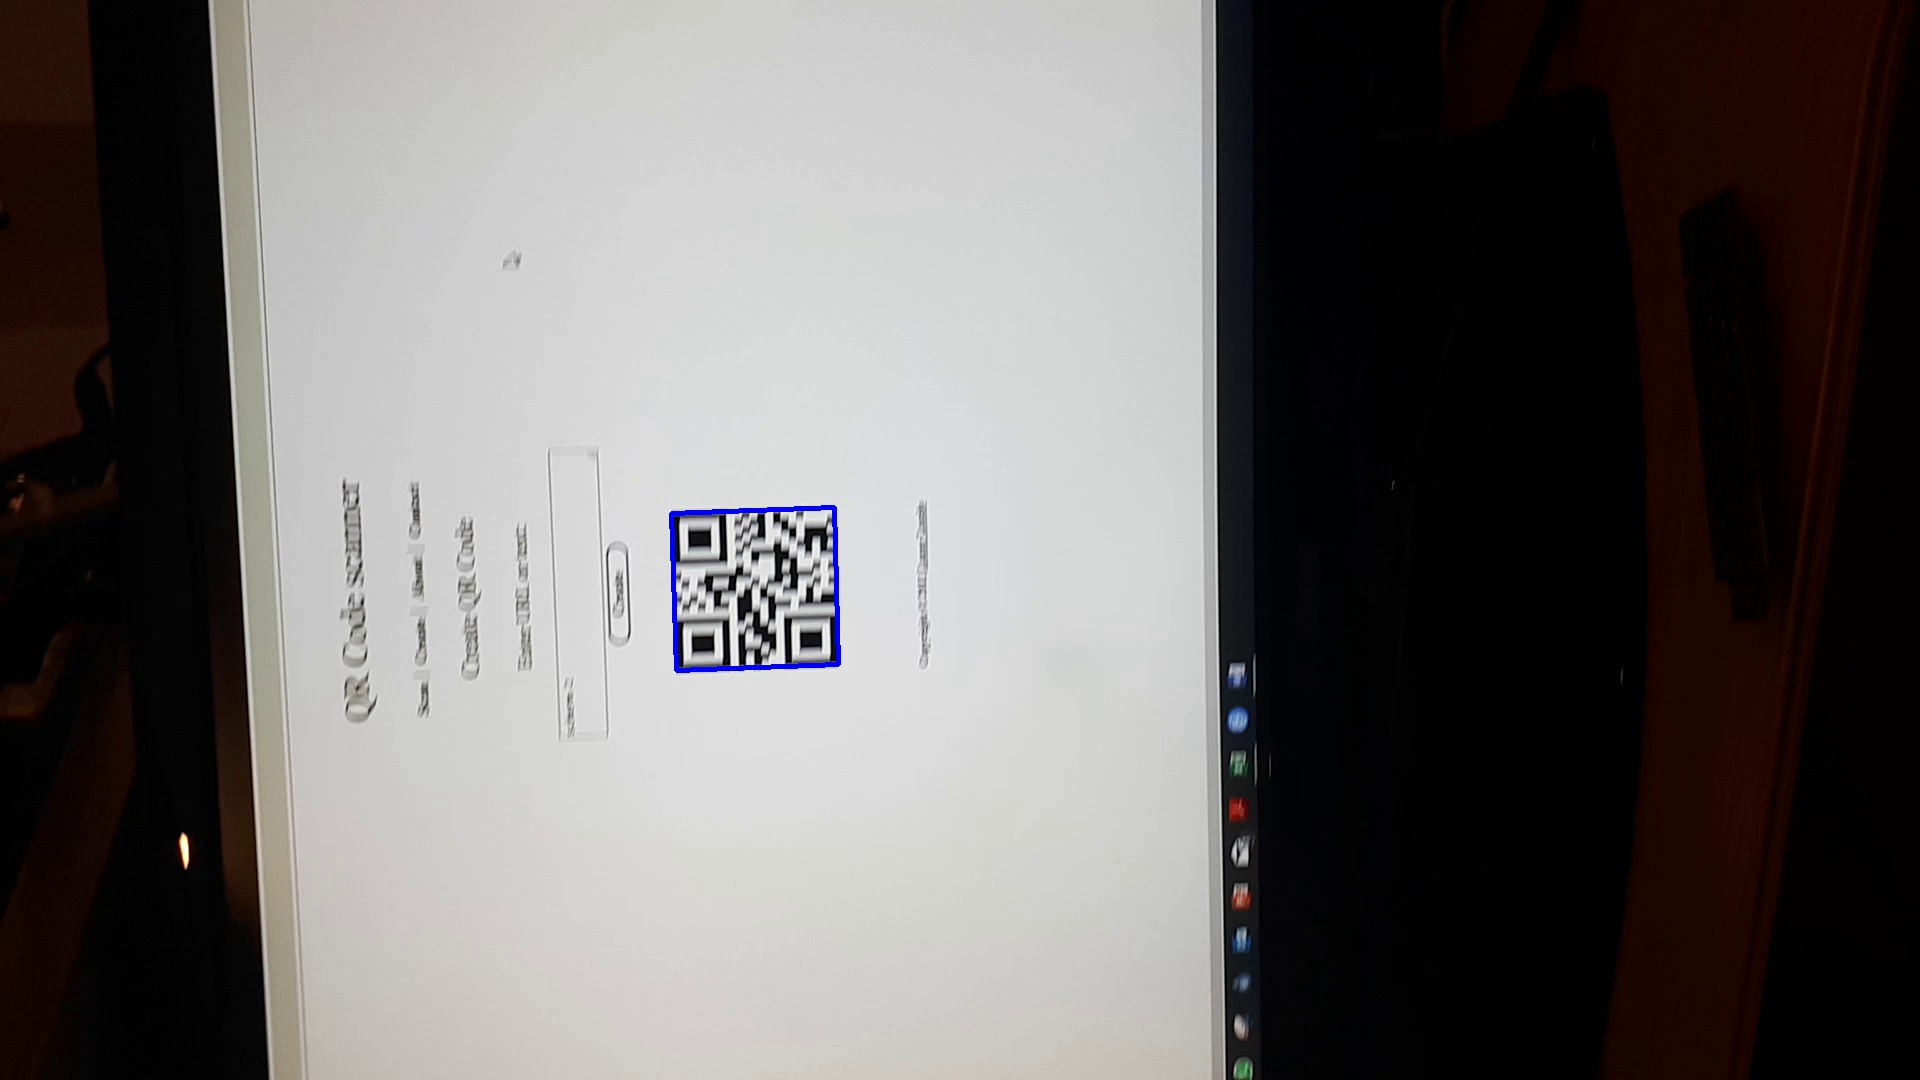 QR Code scanner
Scan | Create | About | Contact
Create QR Code
Enter URL or text:
Create